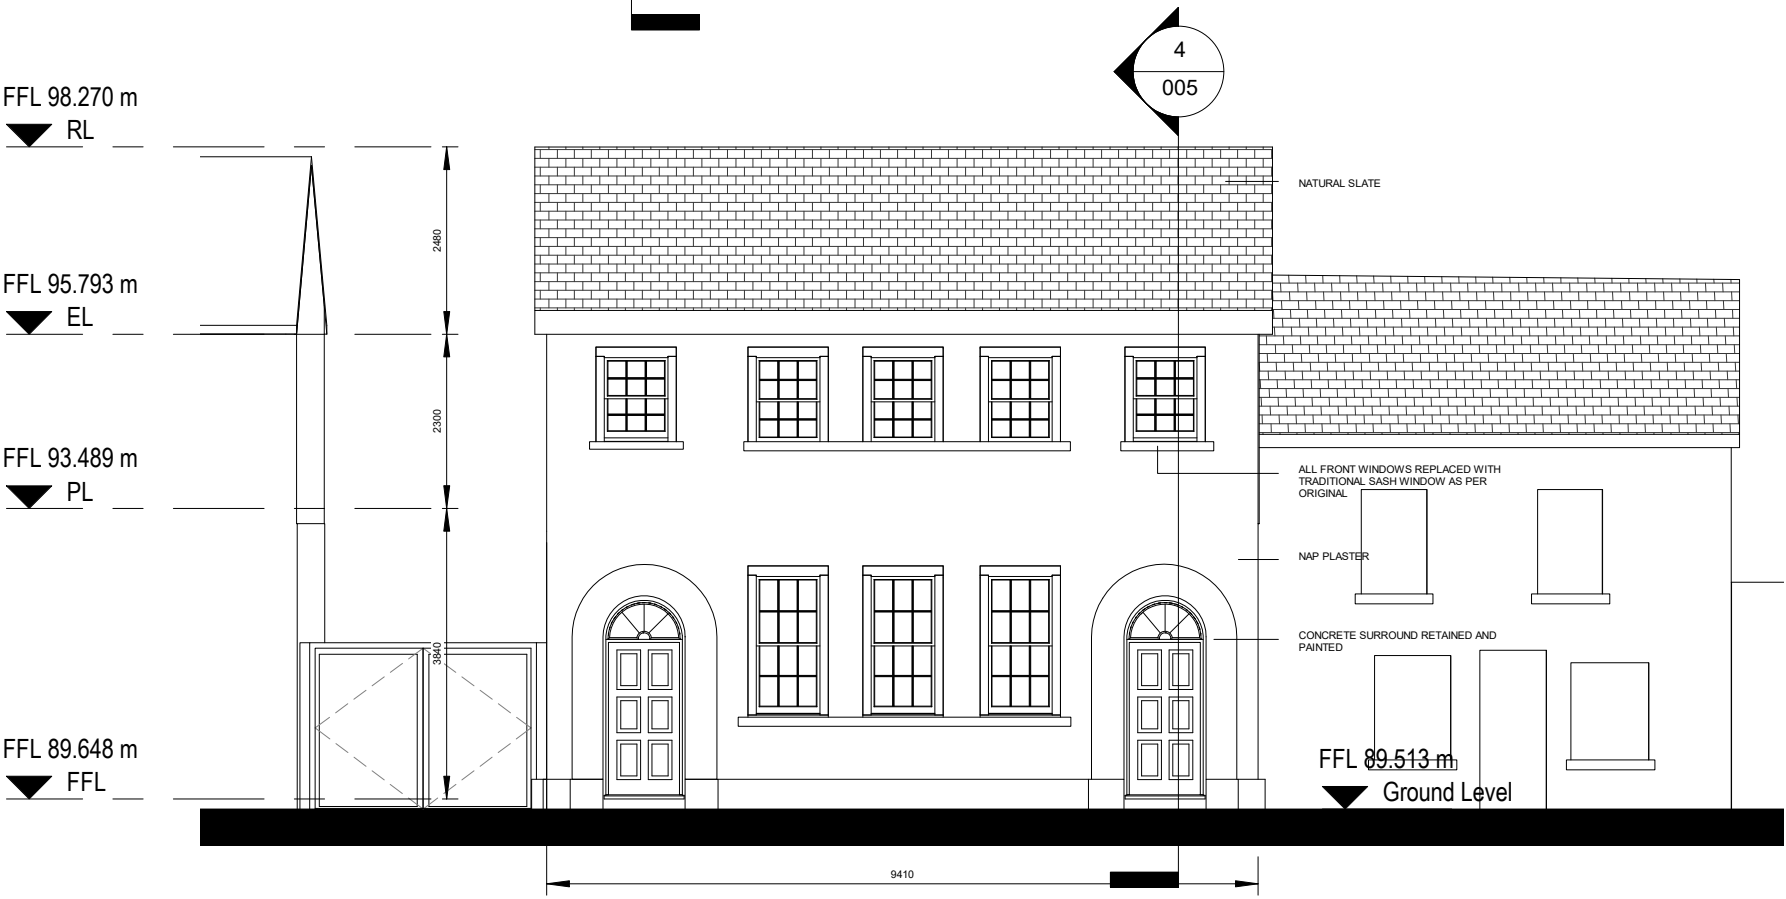 4
005
FFL 98.270 m
RL
NATURAL SLATE
2480
FFL 95.793 m
EL
2300
FFL 93.489 m
PL
ALL FRONT WINDOWS REPLACED WITH
TRADITIONAL SASH WINDOW AS PER
ORIGINAL
NAP PLASTER
CONCRETE SURROUND RETAINED AND
PAINTED
3840
FFL 89.648 m
FFL
FFL 89.513 m
Ground Level
9410